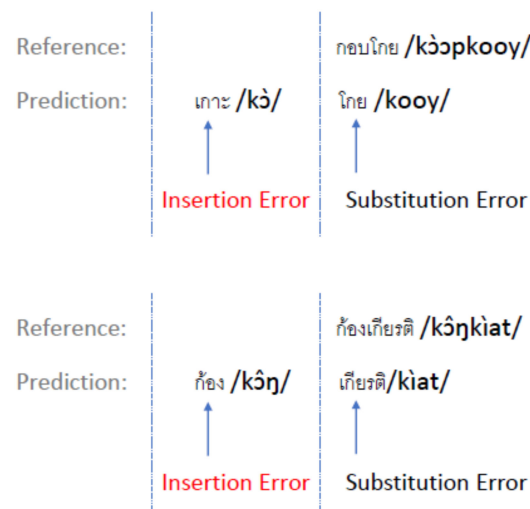 Reference: กอบโกย /kɔ̀ɔpkooy/
Prediction: เกาะ /kɔ̀/ โกย /kooy/
Insertion Error Substitution Error
Reference: ก้องเกียรติ /kɔ̂ŋkìat/
Prediction: ก้อง /kɔ̂ŋ/ เกียรติ/kìat/
Insertion Error Substitution Error